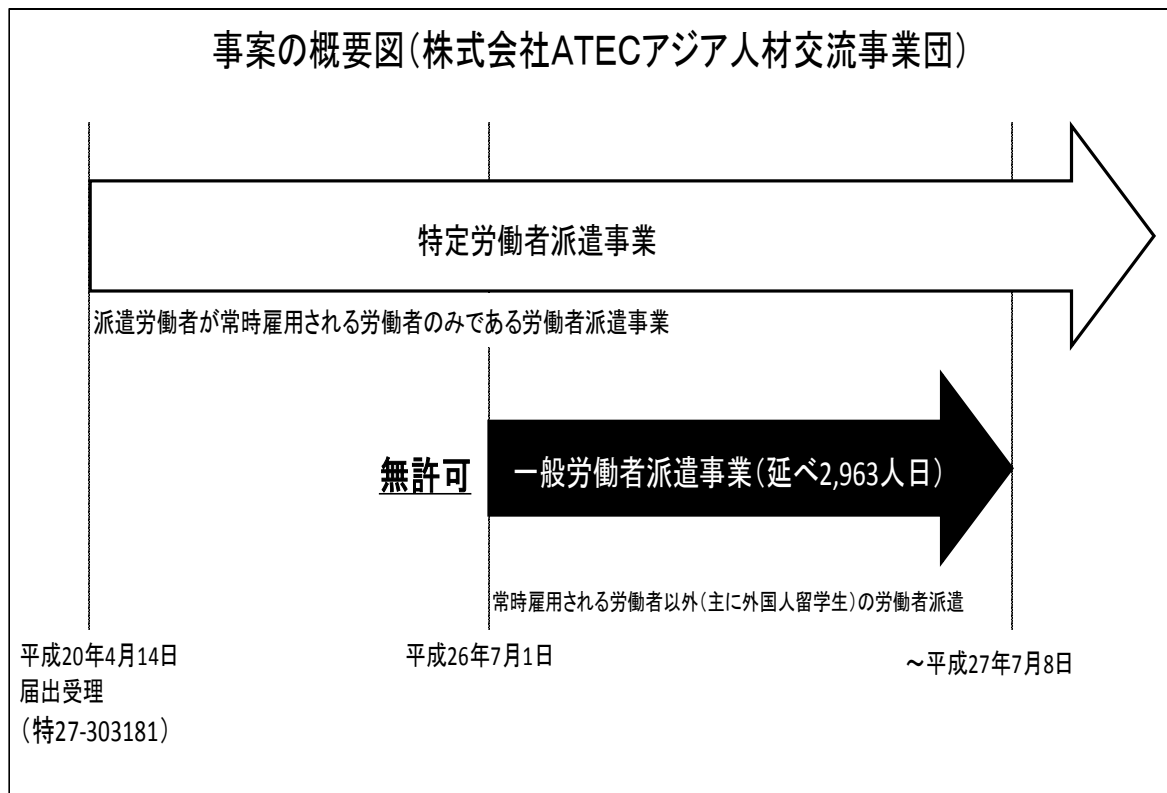 事案の概要図(株式会社ATECアジア人材交流事業団)
特定労働者派遣事業
派遣労働者が常時雇用される労働者のみである労働者派遣事業
無許可
一般労働者派遣事業(延べ2,963人日)
常時雇用される労働者以外(主に外国人留学生)の労働者派遣
平成20年4月14日
届出受理
(特27-303181)
平成26年7月1日
～平成27年7月8日